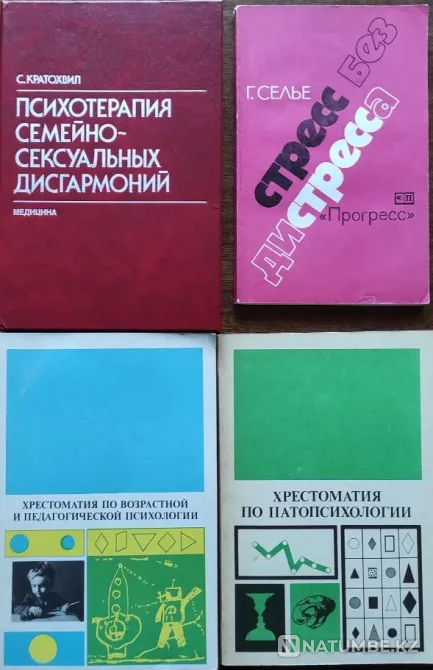 С. КРАТОХВИЛ
ПСИХОТЕРАПИЯ
СЕМЕЙНО-
СЕКСУАЛЬНЫХ
ДИСГАРМОНИЙ
МЕДИЦИНА
Г. СЕЛЬЕ
стресс без
дистресса
«Прогресс»
ХРЕСТОМАТИЯ ПО ВОЗРАСТНОЙ
И ПЕДАГОГИЧЕСКОЙ ПСИХОЛОГИИ
ХРЕСТОМАТИЯ
ПО ПАТОПСИХОЛОГИИ
NATUMBE.KZ